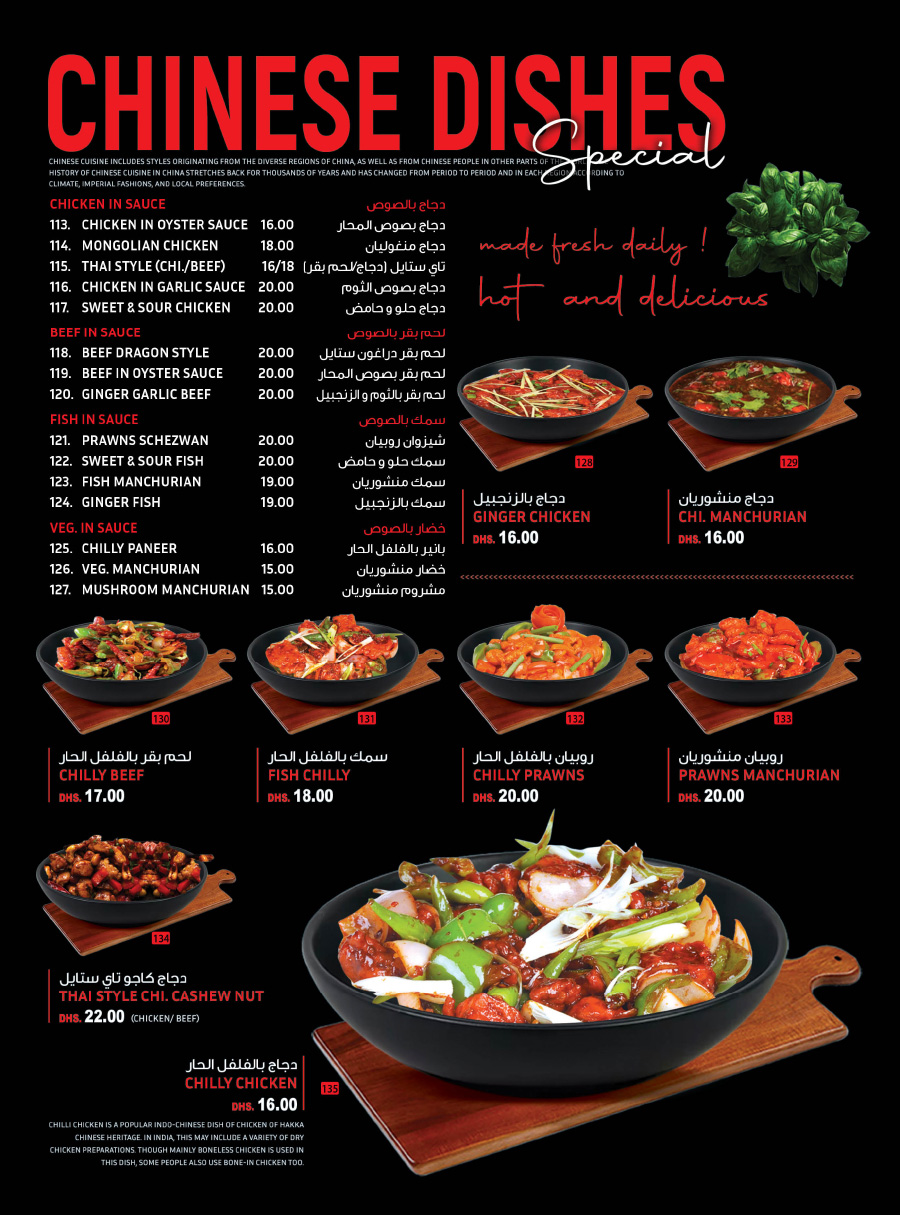 CHINESE DISHES
Special
CHINESE CUISINE INCLUDES STYLES ORIGINATING FROM THE DIVERSE REGIONS OF CHINA, AS WELL AS FROM CHINESE PEOPLE IN OTHER PARTS OF THE
HISTORY OF CHINESE CUISINE IN CHINA STRETCHES BACK FOR THOUSANDS OF YEARS AND HAS CHANGED FROM PERIOD TO PERIOD AND IN EACH REGION ACCORDING TO
CLIMATE, IMPERIAL FASHIONS, AND LOCAL PREFERENCES.
CHICKEN IN SAUCE دجاج بالصوص
113. CHICKEN IN OYSTER SAUCE 16.00 دجاج بصوص المحار
114. MONGOLIAN CHICKEN 18.00 دجاج منغوليان
115. THAI STYLE (CHI./BEEF) 16/18 تاي ستايل (دجاج/لحم بقر)
116. CHICKEN IN GARLIC SAUCE 20.00 دجاج بصوص الثوم
117. SWEET & SOUR CHICKEN 20.00 دجاج حلو و حامض
BEEF IN SAUCE لحم بقر بالصوص
118. BEEF DRAGON STYLE 20.00 لحم بقر دراغون ستايل
119. BEEF IN OYSTER SAUCE 20.00 لحم بقر بصوص المحار
120. GINGER GARLIC BEEF 20.00 لحم بقر بالثوم و الزنجبيل
FISH IN SAUCE سمك بالصوص
121. PRAWNS SCHEZWAN 20.00 شيزوان روبيان
122. SWEET & SOUR FISH 20.00 سمك حلو و حامض
123. FISH MANCHURIAN 19.00 سمك منشوريان
124. GINGER FISH 19.00 سمك بالزنجبيل
VEG. IN SAUCE خضار بالصوص
125. CHILLY PANEER 16.00 بانير بالفلفل الحار
126. VEG. MANCHURIAN 15.00 خضار منشوريان
127. MUSHROOM MANCHURIAN 15.00 مشروم منشوريان
made fresh daily !
hot and delicious
128
دجاج بالزنجبيل
GINGER CHICKEN
DHS. 16.00
129
دجاج منشوريان
CHI. MANCHURIAN
DHS. 16.00
130
لحم بقر بالفلفل الحار
CHILLY BEEF
DHS. 17.00
131
سمك بالفلفل الحار
FISH CHILLY
DHS. 18.00
132
روبيان بالفلفل الحار
CHILLY PRAWNS
DHS. 20.00
133
روبيان منشوريان
PRAWNS MANCHURIAN
DHS. 20.00
134
دجاج كاجو تاي ستايل
THAI STYLE CHI. CASHEW NUT
DHS. 22.00 (CHICKEN/ BEEF)
دجاج بالفلفل الحار
CHILLY CHICKEN
DHS. 16.00
135
CHILLI CHICKEN IS A POPULAR INDO-CHINESE DISH OF CHICKEN OF HAKKA
CHINESE HERITAGE. IN INDIA, THIS MAY INCLUDE A VARIETY OF DRY
CHICKEN PREPARATIONS. THOUGH MAINLY BONELESS CHICKEN IS USED IN
THIS DISH, SOME PEOPLE ALSO USE BONE-IN CHICKEN TOO.